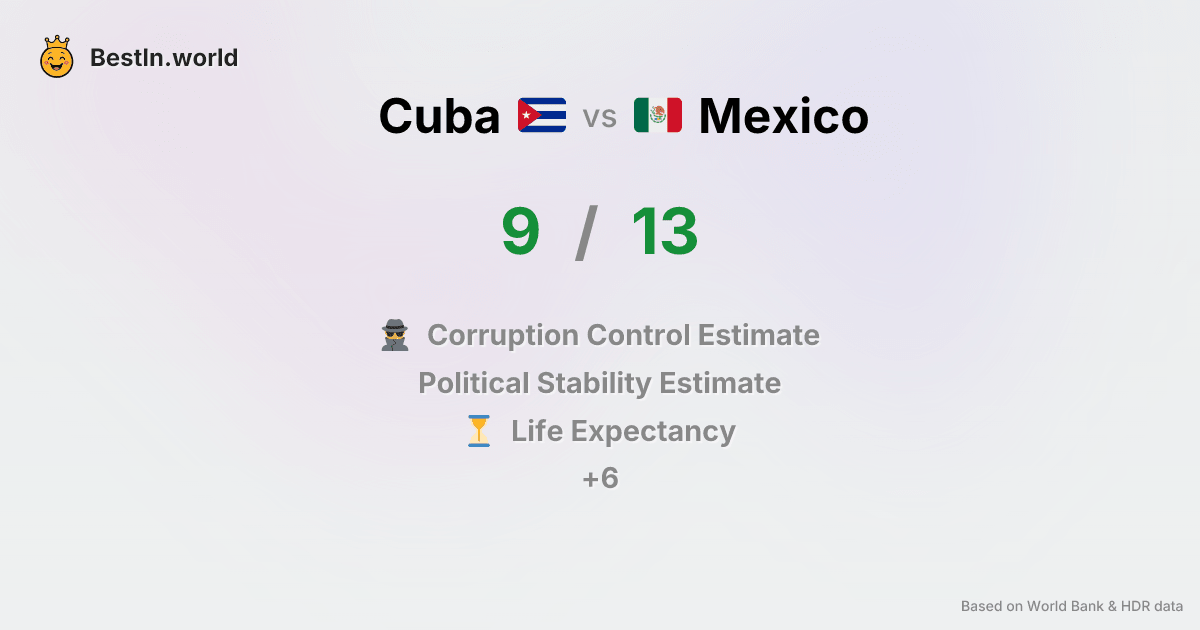 BestIn.world
Cuba vs Mexico
9 / 13
Corruption Control Estimate
Political Stability Estimate
Life Expectancy
+6
Based on World Bank & HDR data